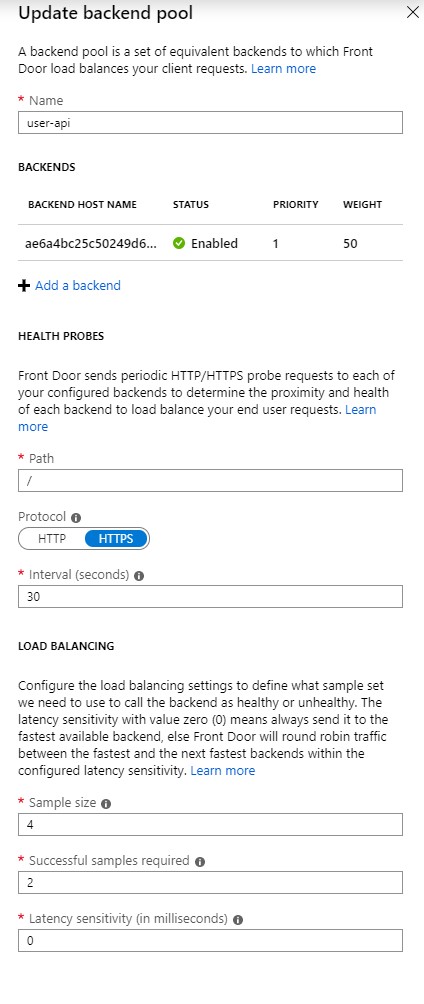 Update backend pool
A backend pool is a set of equivalent backends to which Front
Door load balances your client requests. Learn more
* Name
user-api
BACKENDS
BACKEND HOST NAME STATUS PRIORITY WEIGHT
ae6a4bc25c50249d6... Enabled 1 50
Add a backend
HEALTH PROBES
Front Door sends periodic HTTP/HTTPS probe requests to each of
your configured backends to determine the proximity and health
of each backend to load balance your end user requests. Learn
more
* Path
/
Protocol
HTTP HTTPS
* Interval (seconds)
30
LOAD BALANCING
Configure the load balancing settings to define what sample set
we need to use to call the backend as healthy or unhealthy. The
latency sensitivity with value zero (0) means always send it to the
fastest available backend, else Front Door will round robin traffic
between the fastest and the next fastest backends within the
configured latency sensitivity. Learn more
* Sample size
4
* Successful samples required
2
* Latency sensitivity (in milliseconds)
0